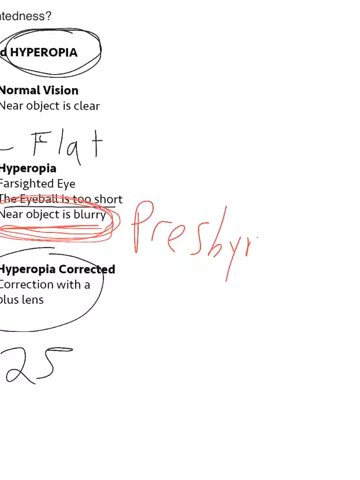 atedness?
d HYPEROPIA
Normal Vision
Near object is clear
- Flat
Hyperopia
Farsighted Eye
The Eyeball is too short
Near object is blurry
Presbyr
Hyperopia Corrected
Correction with a
plus lens
25